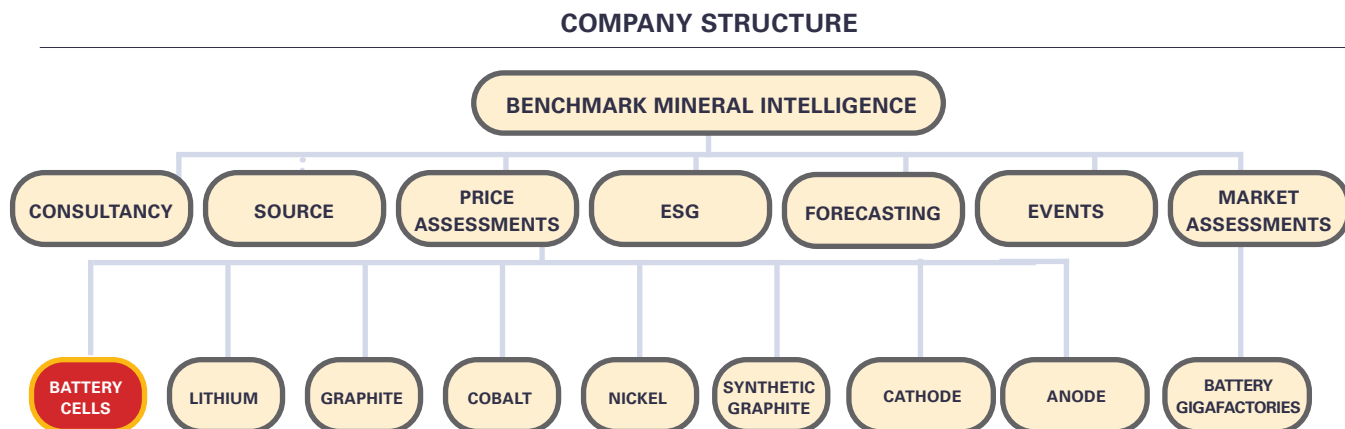 COMPANY STRUCTURE
BENCHMARK MINERAL INTELLIGENCE
CONSULTANCY
SOURCE
PRICE
ASSESSMENTS
ESG
FORECASTING
EVENTS
MARKET
ASSESSMENTS
BATTERY
CELLS
LITHIUM
GRAPHITE
COBALT
NICKEL
SYNTHETIC
GRAPHITE
CATHODE
ANODE
BATTERY
GIGAFACTORIES